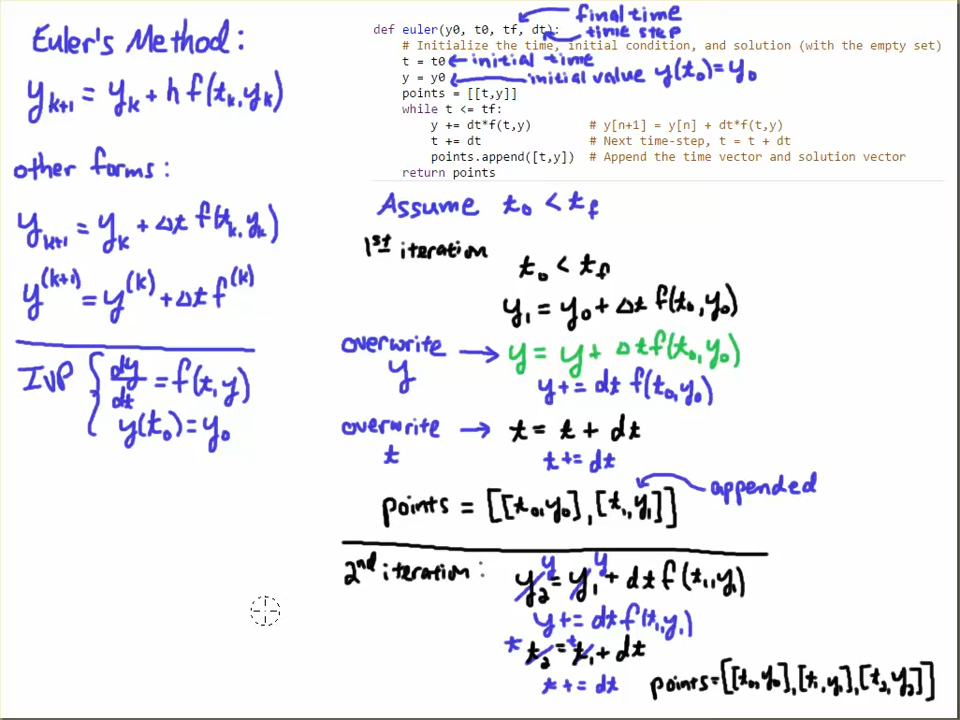 Euler's Method:
y_{k+1} = y_k + h f(t_k, y_k)
other forms:
y_{k+1} = y_k + Δt f(t_k, y_k)
y^{(k+1)} = y^{(k)} + Δt f^{(k)}
IVP { dy/dt = f(t, y)
y(t_0) = y_0
final time
def euler(y0, t0, tf, dt):
time step
# Initialize the time, initial condition, and solution (with the empty set)
t = t0 ← initial time
y = y0 ← initial value y(t_0) = y_0
points = [[t,y]]
while t <= tf:
y += dt*f(t,y) # y[n+1] = y[n] + dt*f(t,y)
t += dt # Next time-step, t = t + dt
points.append([t,y]) # Append the time vector and solution vector
return points
Assume t_0 < t_f
1st iteration
t_0 < t_f
y_1 = y_0 + Δt f(t_0, y_0)
overwrite y → y = y + Δt f(t_0, y_0)
y += dt f(t_0, y_0)
overwrite t → t = t + dt
t += dt
appended
points = [[t_0, y_0], [t_1, y_1]]
2nd iteration:
y y
y_2 = y_1 + dt f(t_1, y_1)
y += dt f(t_1, y_1)
t t
t_2 = t_1 + dt
t += dt
points = [[t_0, y_0], [t_1, y_1], [t_2, y_2]]